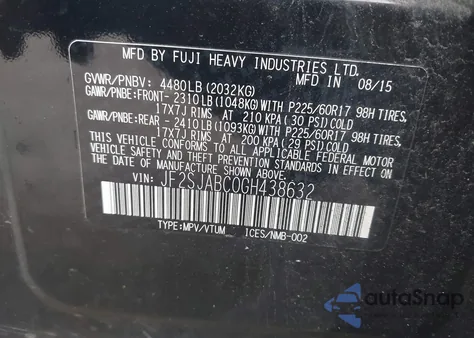 MFD BY FUJI HEAVY INDUSTRIES LTD.
MFD IN 08/15
GVWR/PNBV: 4480LB (2032KG)
GAWR/PNBE:FRONT- 2310LB (1048KG) WITH P225/60R17 98H TIRES,
17X7J RIMS AT 210 KPA ( 30 PSI) COLD
GAWR/PNBE:REAR - 2410LB (1093KG) WITH P225/60R17 98H TIRES,
17X7J RIMS AT 200 KPA ( 29 PSI) COLD
THIS VEHICLE CONFORMS TO ALL APPLICABLE FEDERAL MOTOR
VEHICLE SAFETY AND THEFT PREVENTION STANDARDS IN EFFECT
ON THE DATE OF MANUFACTURE SHOWN ABOVE.
VIN: JF2SJABC0GH438632
TYPE:MPV/VTUM_ ICES/NMB-002
autoSnap